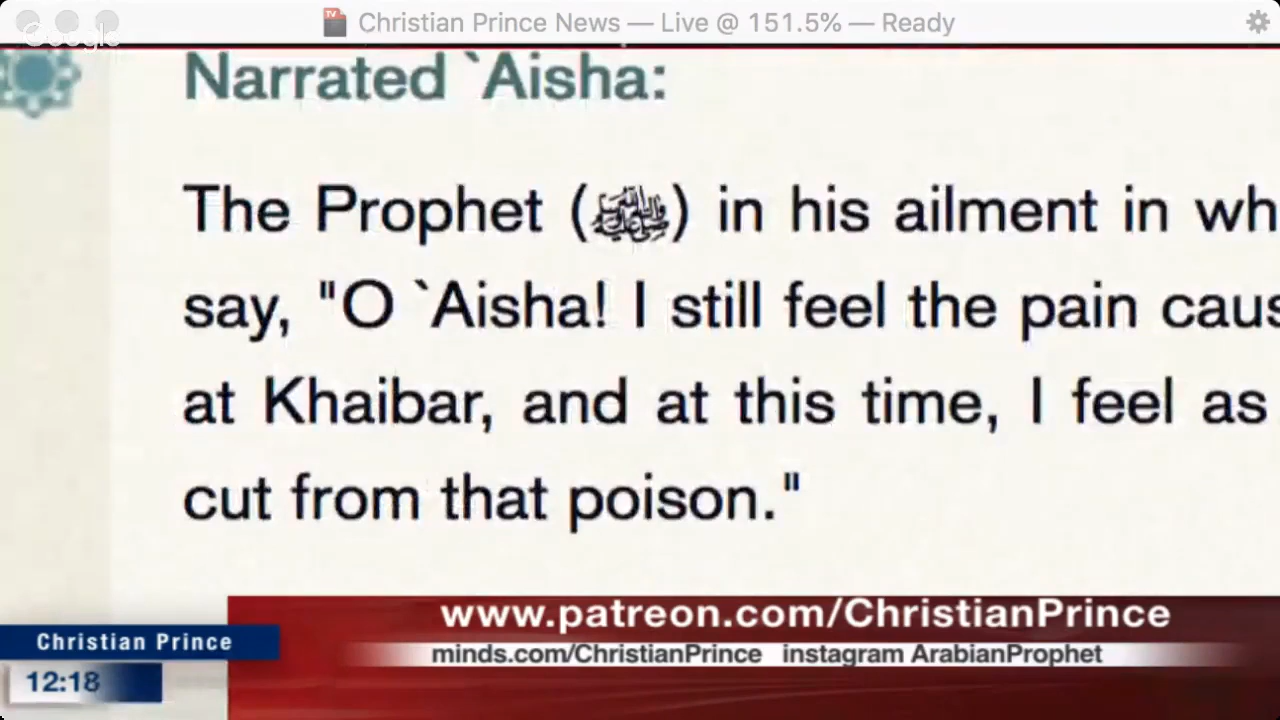 Christian Prince News — Live @ 151.5% — Ready
Google
Narrated `Aisha:
The Prophet (ﷺ) in his ailment in wh
say, "O `Aisha! I still feel the pain caus
at Khaibar, and at this time, I feel as
cut from that poison."
www.patreon.com/ChristianPrince
Christian Prince
minds.com/ChristianPrince instagram ArabianProphet
12:18